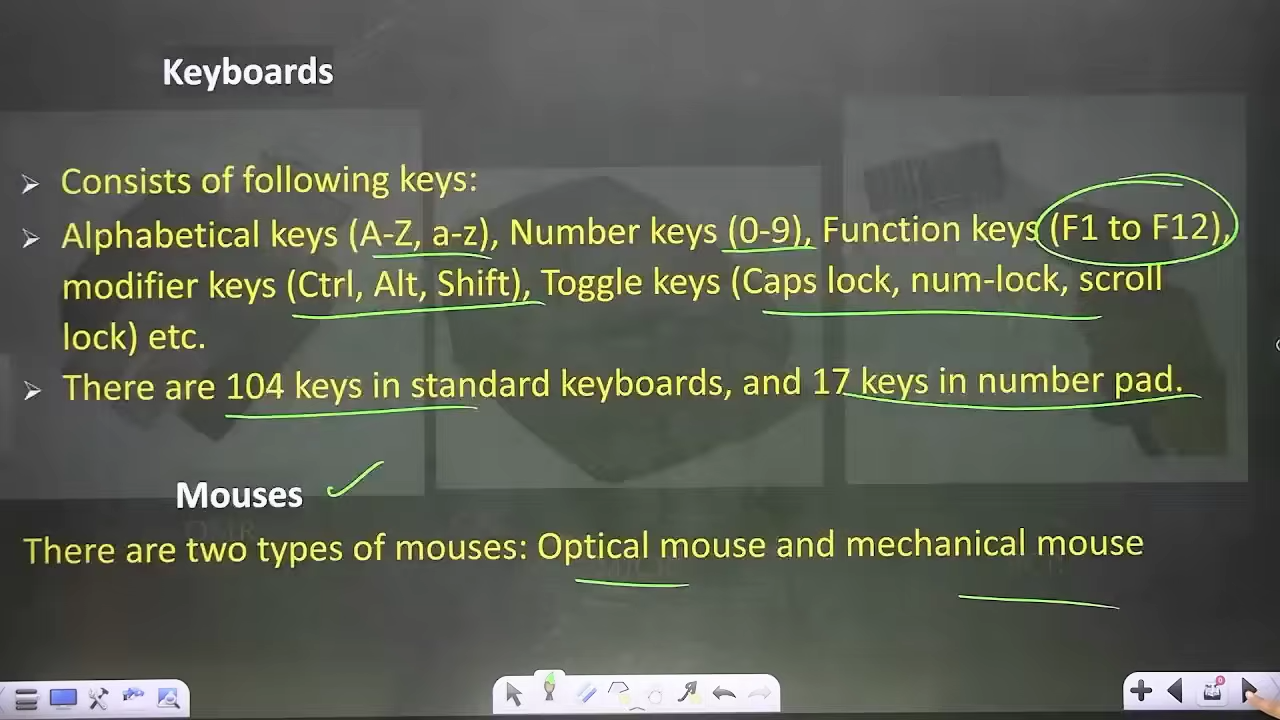 Keyboards
Consists of following keys:
Alphabetical keys (A-Z, a-z), Number keys (0-9), Function keys (F1 to F12),
modifier keys (Ctrl, Alt, Shift), Toggle keys (Caps lock, num-lock, scroll
lock) etc.
There are 104 keys in standard keyboards, and 17 keys in number pad.
Mouses
There are two types of mouses: Optical mouse and mechanical mouse